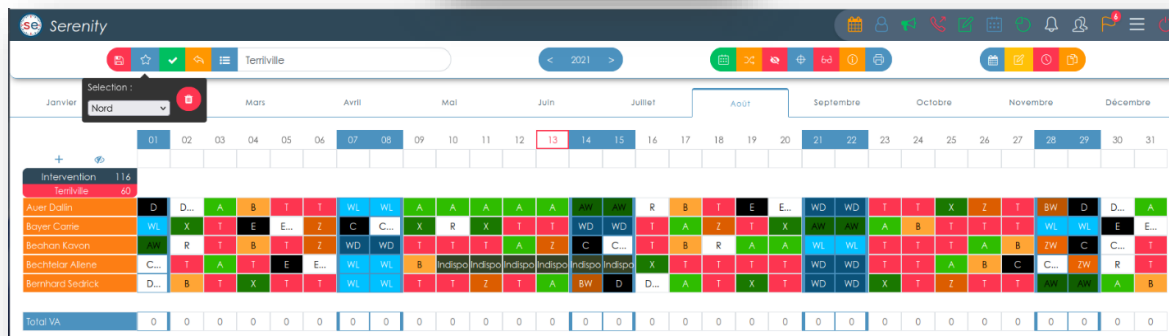 se Serenity 6
Terrilville < 2021 >
Selection :
Nord
Janvier Mars Avril Mai Juin Juillet Août Septembre Octobre Novembre Décembre
01 02 03 04 05 06 07 08 09 10 11 12 13 14 15 16 17 18 19 20 21 22 23 24 25 26 27 28 29 30 31
+
Intervention 116
Terrilville 60
Auer Dallin D D... A B T T WL WL A A A A A AW AW R B T E E... WD WD T T X Z T BW D D... A
Bayer Carrie WL X T E E... Z C C... X R X T T WD WD T A Z T X AW AW A B T T T WL WL E E...
Beahan Kavon AW R T B T Z WD WD T T T A Z C C... T B R A A WL WL T T T A B ZW C C... T
Bechtelar Allene C... T A T E E... WL WL B Indispo Indispo Indispo Indispo Indispo Indispo X T T T T WD WD T T A B C C... ZW R T
Bernhard Sedrick D... B T X T T WL WL T T Z T A BW D D... A T X T WD WD X T Z T T AW AW A B
Total VA 0 0 0 0 0 0 0 0 0 0 0 0 0 0 0 0 0 0 0 0 0 0 0 0 0 0 0 0 0 0 0